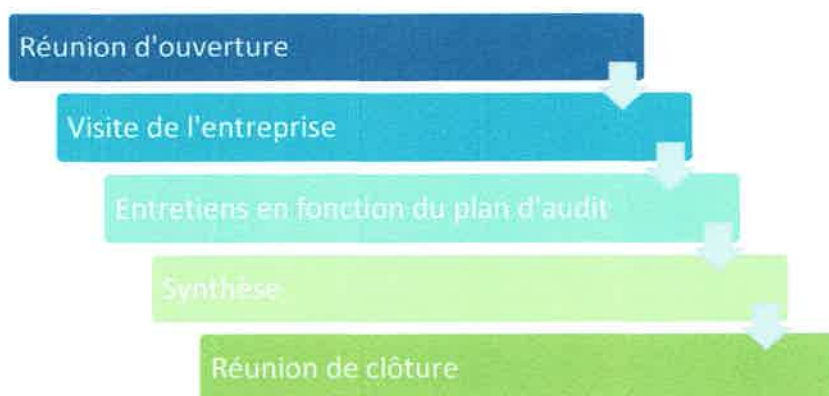 Réunion d'ouverture
Visite de l'entreprise
Entretiens en fonction du plan d'audit
Synthèse
Réunion de clôture